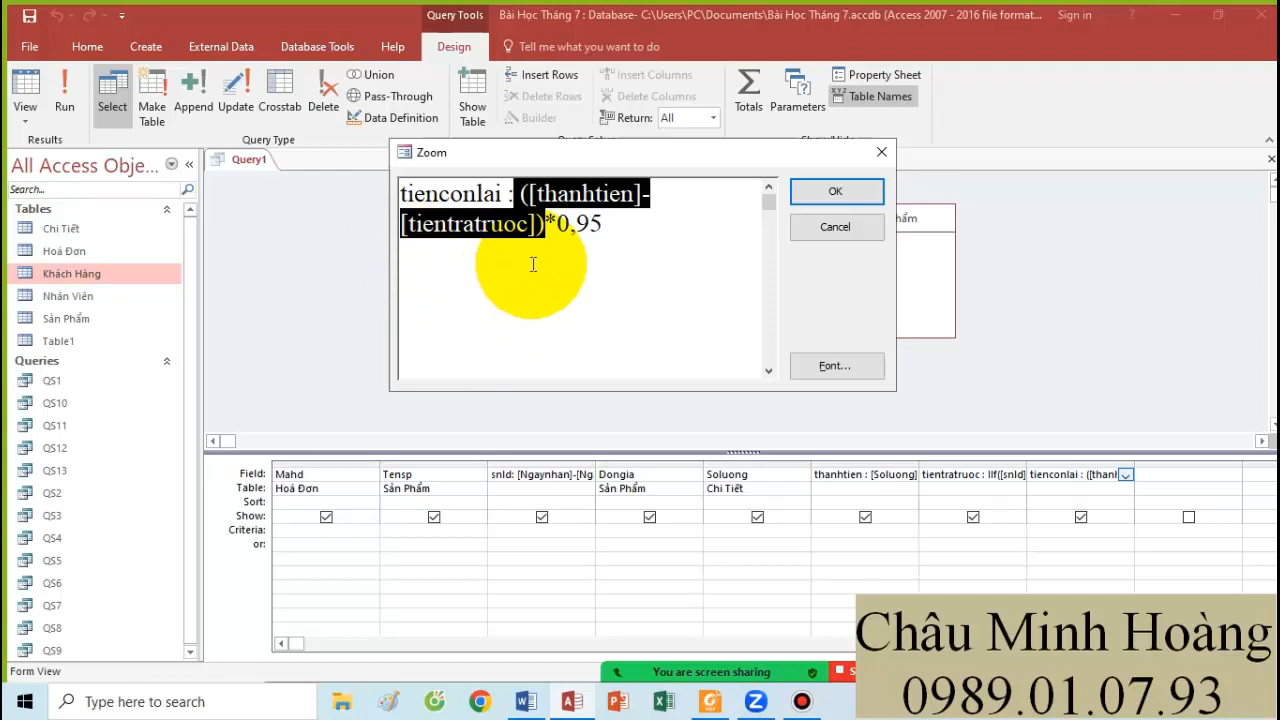 Query Tools
Bài Học Tháng 7 : Database- C:\Users\PC\Documents\Bài Học Tháng 7.accdb (Access 2007 - 2016 file format...
Sign in
File Home Create External Data Database Tools Help Design Tell me what you want to do
View
Run
Select
Make
Table
Append
Update
Crosstab
Delete
Union
Pass-Through
Data Definition
Show
Table
Insert Rows
Delete Rows
Builder
Insert Columns
Delete Columns
Return: All
Totals
Parameters
Property Sheet
Table Names
Results
Query Type
All Access Obje...
Search...
Tables
Chi Tiết
Hoá Đơn
Khách Hàng
Nhân Viên
Sản Phẩm
Table1
Queries
QS1
QS10
QS11
QS12
QS13
QS2
QS3
QS4
QS5
QS6
QS7
QS8
QS9
Query1
Zoom
tienconlai : ([thanhtien]-
[tientratruoc])*0,95
OK
Cancel
Font...
Field: Mahd Tensp snld: [Ngaynhan]-[Ng Dongia Soluong thanhtien : [Soluong] tientratruoc : IIf([snld] tienconlai : ([thanl
Table: Hoá Đơn Sản Phẩm Sản Phẩm Chi Tiết
Sort:
Show:
Criteria:
or:
Form View
You are screen sharing
Type here to search
Châu Minh Hoàng
0989.01.07.93